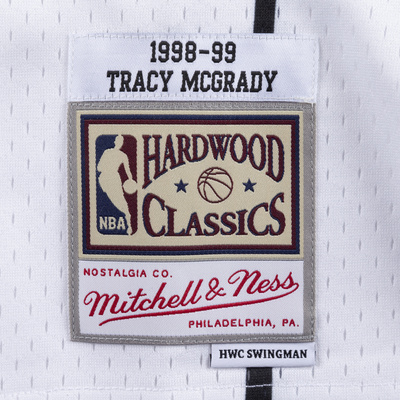 1998-99
TRACY MCGRADY
HARDWOOD
NBA
CLASSICS
NOSTALGIA CO.
Mitchell & Ness
PHILADELPHIA, PA.
HWC SWINGMAN